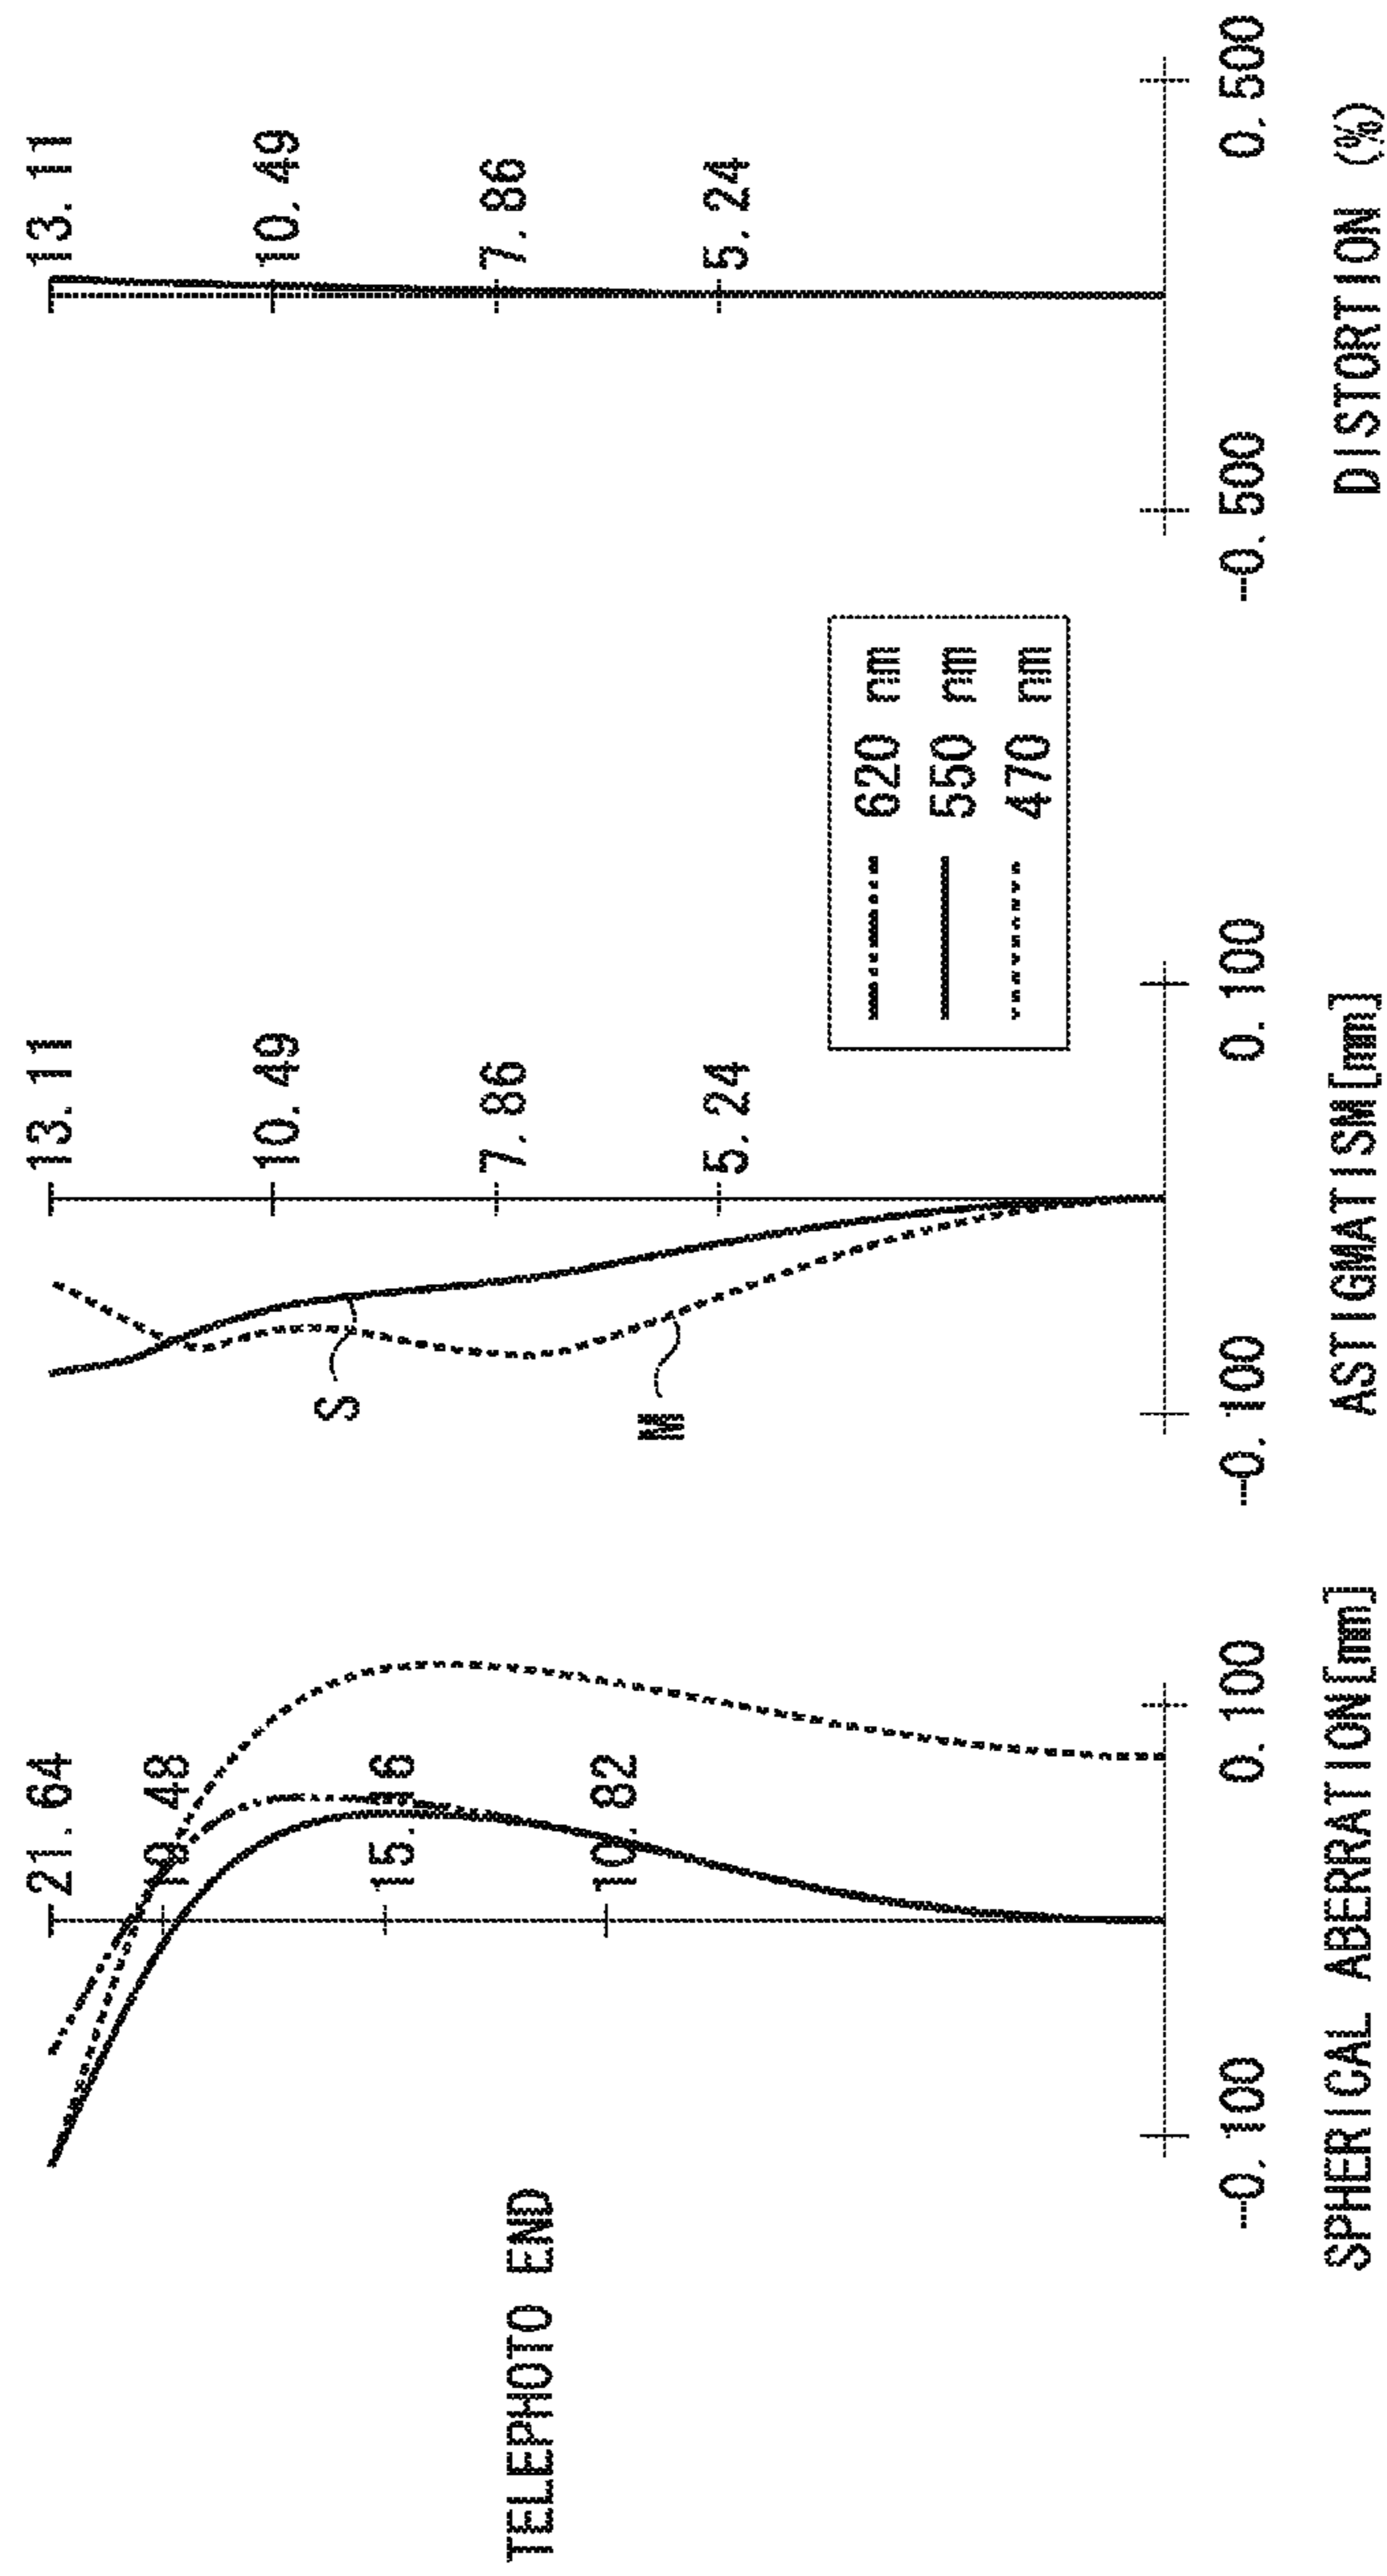 TELEPHOTO END
21. 64
19. 48
15. 16
10. 82
-0. 100
0. 100
SPHERICAL ABERRATION[mm]
13. 11
10. 49
7. 86
5. 24
S
M
-0. 100
0. 100
ASTIGMATISM[mm]
620 nm
550 nm
470 nm
13. 11
10. 49
7. 86
5. 24
-0. 500
0. 500
DISTORTION (%)